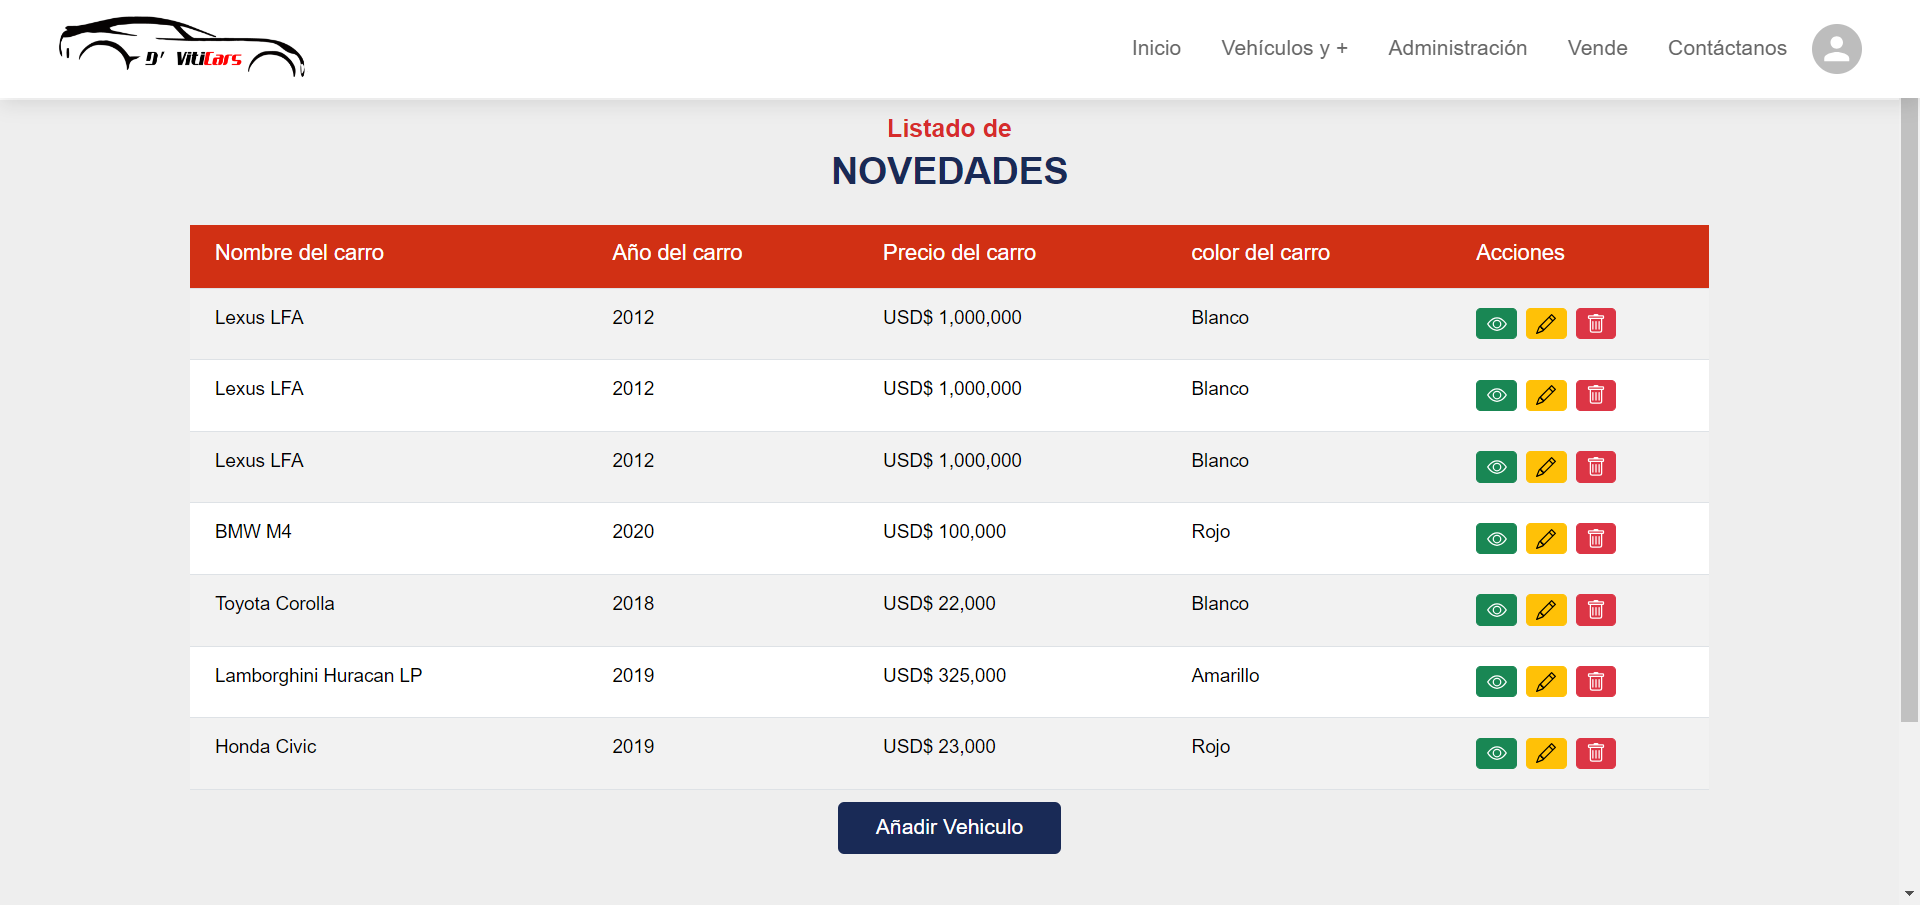 D' VitiCars
Inicio Vehículos y + Administración Vende Contáctanos
Listado de
NOVEDADES
Nombre del carro Año del carro Precio del carro color del carro Acciones
Lexus LFA 2012 USD$ 1,000,000 Blanco
Lexus LFA 2012 USD$ 1,000,000 Blanco
Lexus LFA 2012 USD$ 1,000,000 Blanco
BMW M4 2020 USD$ 100,000 Rojo
Toyota Corolla 2018 USD$ 22,000 Blanco
Lamborghini Huracan LP 2019 USD$ 325,000 Amarillo
Honda Civic 2019 USD$ 23,000 Rojo
Añadir Vehiculo